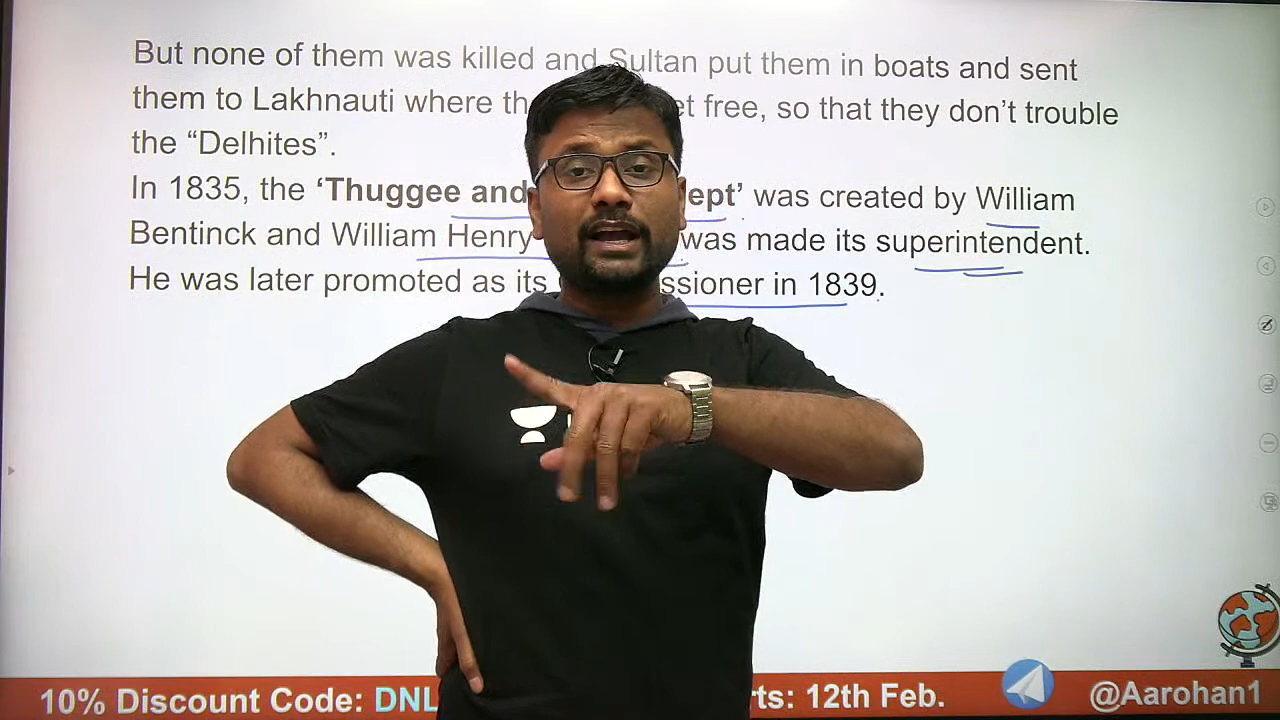 But none of them was killed and Sultan put them in boats and sent
them to Lakhnauti where free, so that they don't trouble
the “Delhites”.
In 1835, the ‘Thuggee and ept’ was created by William
Bentinck and William Henry was made its superintendent.
He was later promoted as its ssioner in 1839.
10% Discount Code: DNL rts: 12th Feb. @Aarohan1